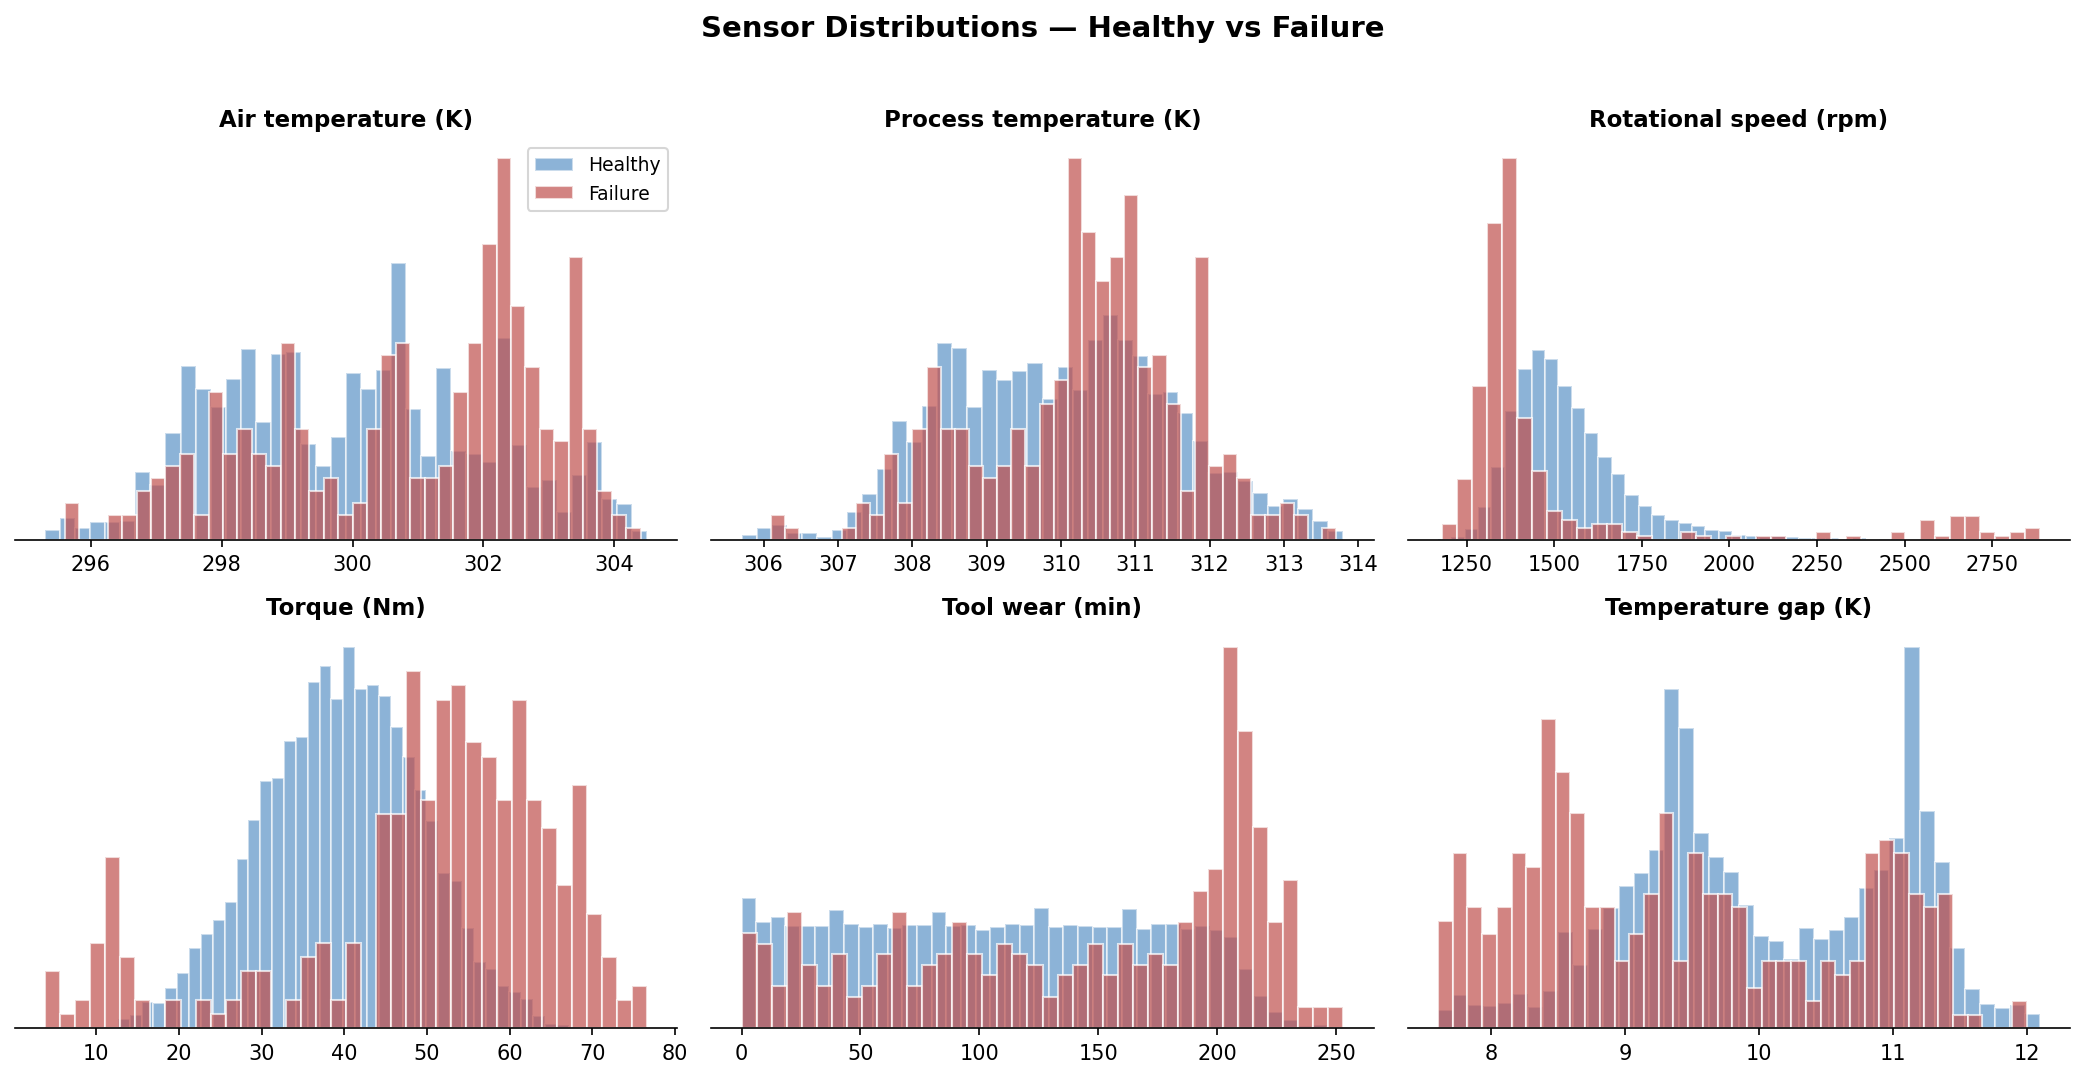 Sensor Distributions — Healthy vs Failure
Air temperature (K)
Process temperature (K)
Rotational speed (rpm)
Healthy
Failure
296 298 300 302 304
306 307 308 309 310 311 312 313 314
1250 1500 1750 2000 2250 2500 2750
Torque (Nm)
Tool wear (min)
Temperature gap (K)
10 20 30 40 50 60 70 80
0 50 100 150 200 250
8 9 10 11 12